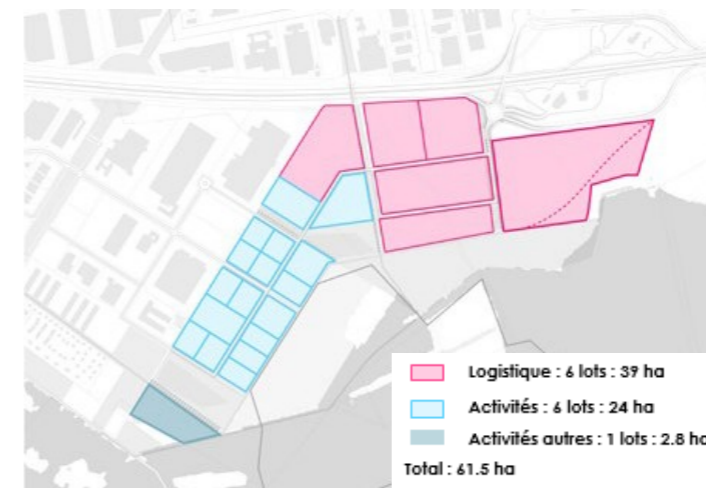 Logistique : 6 lots : 39 ha
Activités : 6 lots : 24 ha
Activités autres : 1 lots : 2.8 ha
Total : 61.5 ha